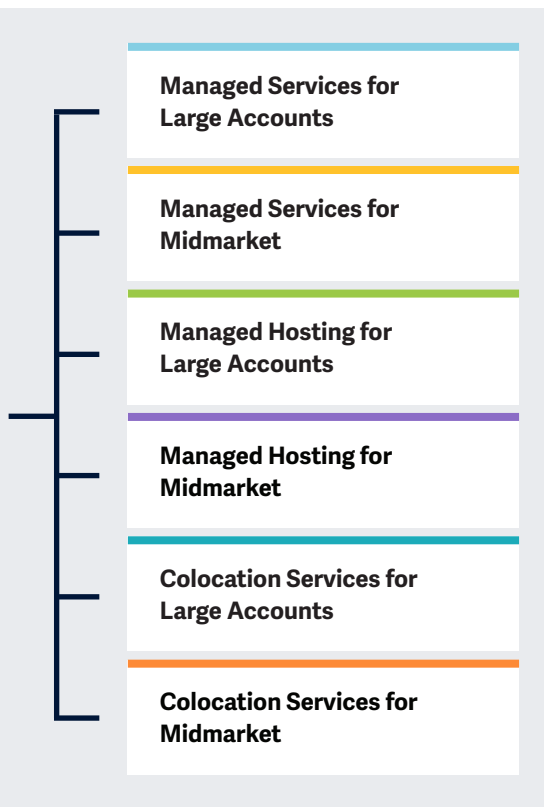 Managed Services for
Large Accounts
Managed Services for
Midmarket
Managed Hosting for
Large Accounts
Managed Hosting for
Midmarket
Colocation Services for
Large Accounts
Colocation Services for
Midmarket